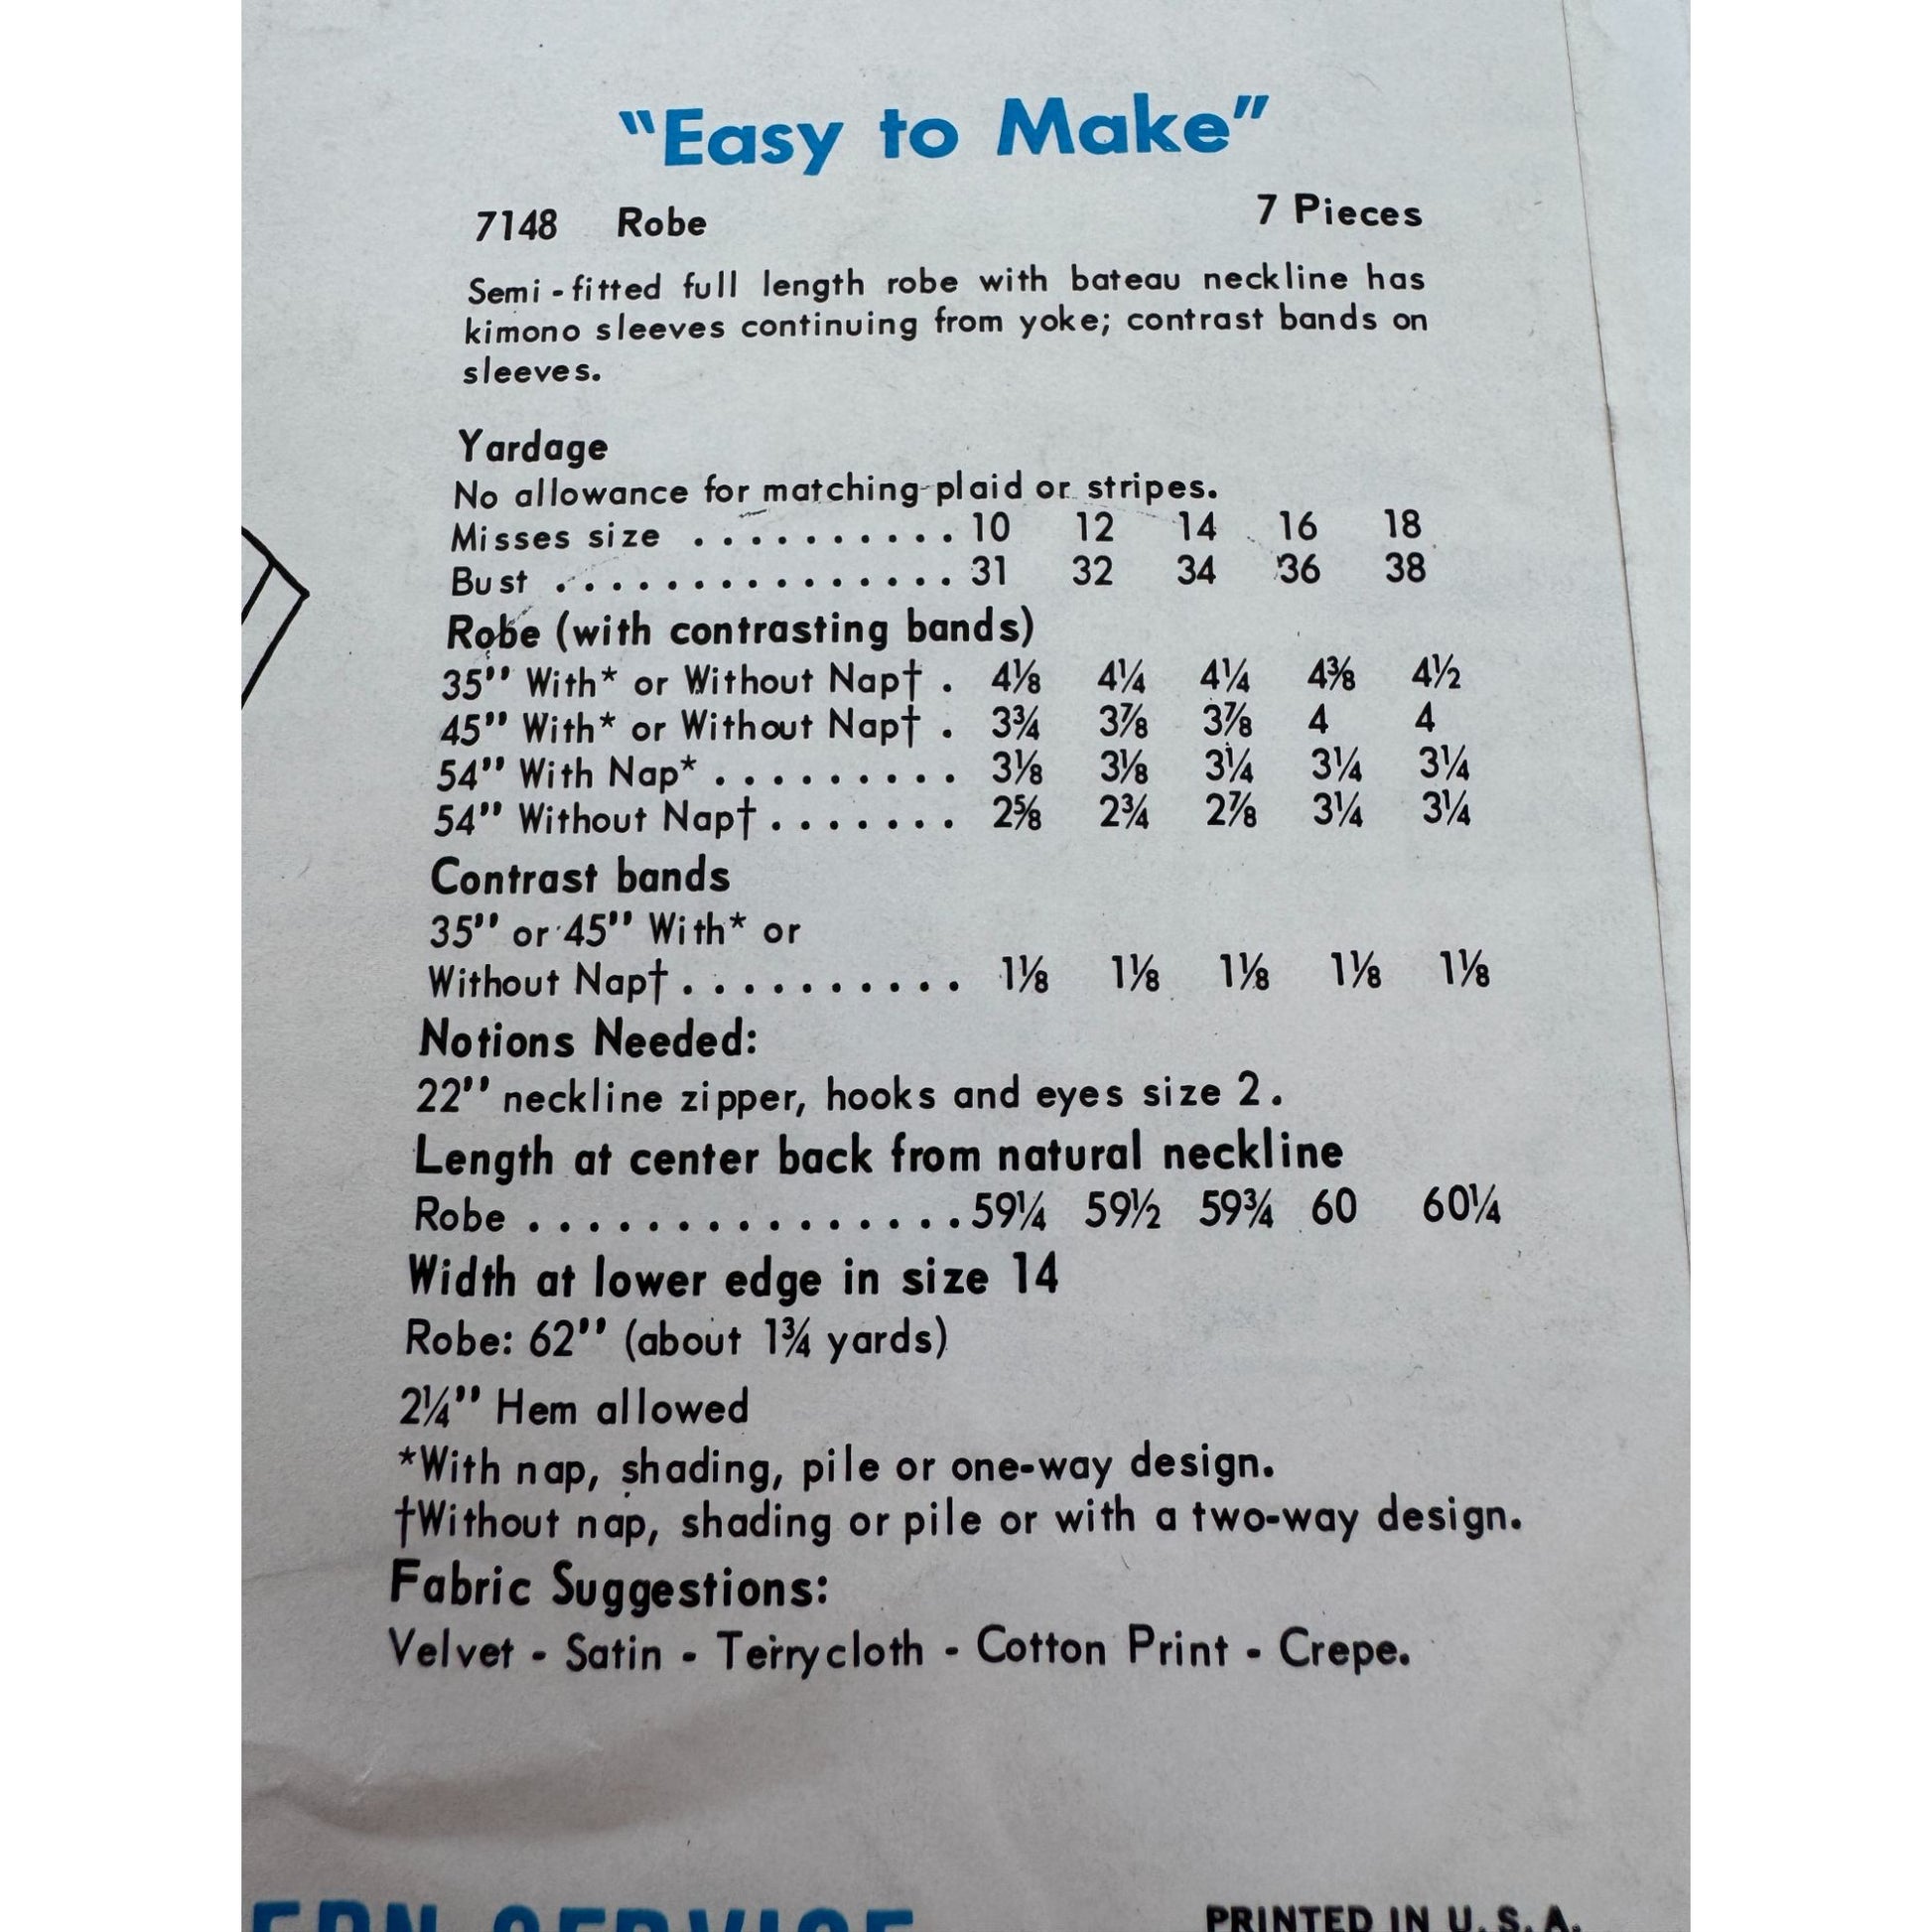 "Easy to Make"
7148 Robe 7 Pieces
Semi-fitted full length robe with bateau neckline has
kimono sleeves continuing from yoke; contrast bands on
sleeves.
Yardage
No allowance for matching plaid or stripes.
Misses size .......... 10 12 14 16 18
Bust ............... 31 32 34 36 38
Robe (with contrasting bands)
35" With* or Without Nap† . 4⅛ 4¼ 4¼ 4⅜ 4½
45" With* or Without Nap† . 3¾ 3⅞ 3⅞ 4 4
54" With Nap* ......... 3⅛ 3⅛ 3¼ 3¼ 3¼
54" Without Nap† ....... 2⅝ 2¾ 2⅞ 3¼ 3¼
Contrast bands
35" or 45" With* or
Without Nap† .......... 1⅛ 1⅛ 1⅛ 1⅛ 1⅛
Notions Needed:
22" neckline zipper, hooks and eyes size 2.
Length at center back from natural neckline
Robe ................ 59¼ 59½ 59¾ 60 60¼
Width at lower edge in size 14
Robe: 62" (about 1¾ yards)
2¼" Hem allowed
*With nap, shading, pile or one-way design.
†Without nap, shading or pile or with a two-way design.
Fabric Suggestions:
Velvet - Satin - Terrycloth - Cotton Print - Crepe.
SERVICE PRINTED IN U.S.A.